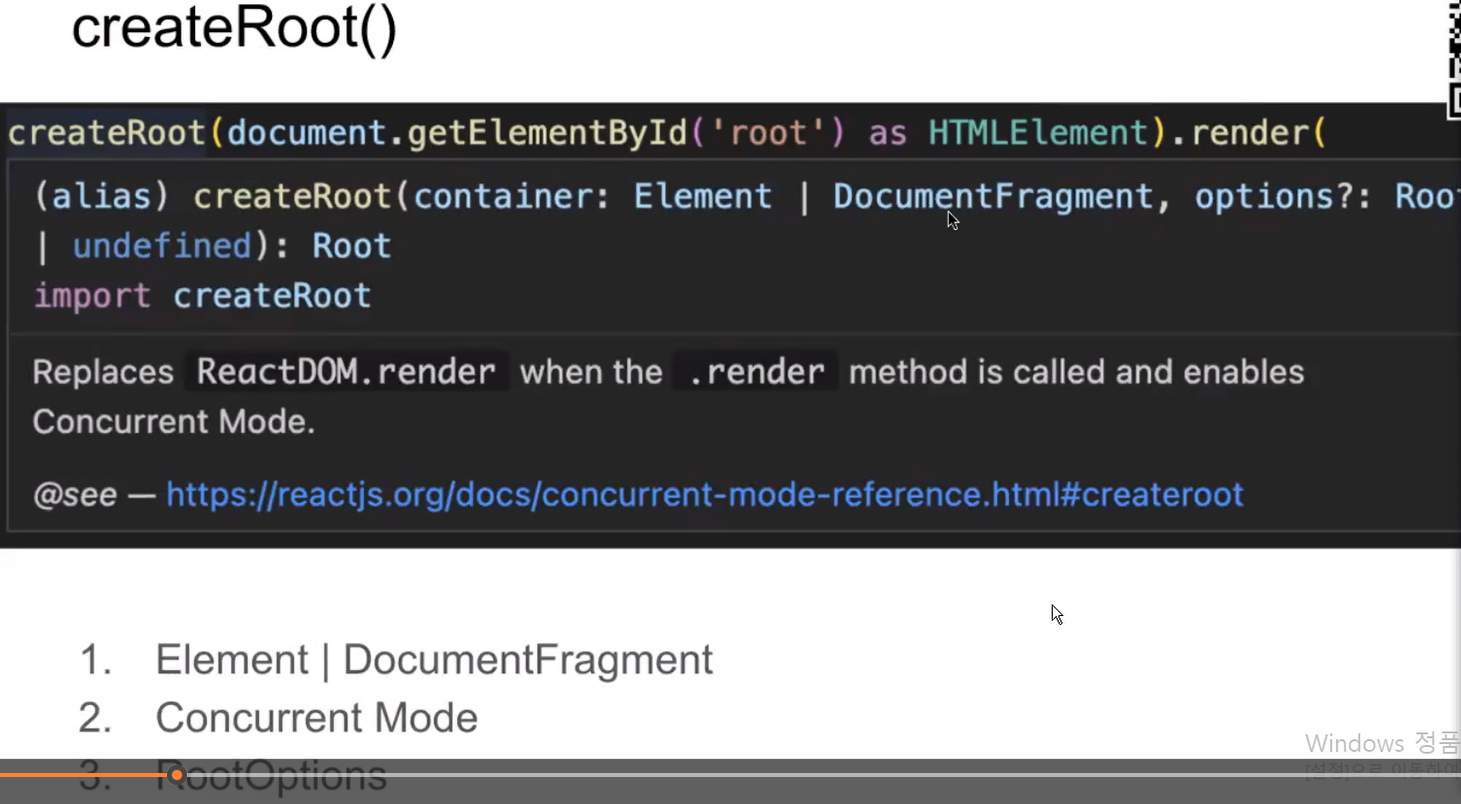 createRoot()
createRoot(document.getElementById('root') as HTMLElement).render(
(alias) createRoot(container: Element | DocumentFragment, options?: Root
| undefined): Root
import createRoot
Replaces ReactDOM.render when the .render method is called and enables
Concurrent Mode.
@see — https://reactjs.org/docs/concurrent-mode-reference.html#createroot
1. Element | DocumentFragment
2. Concurrent Mode
3. RootOptions
Windows 정품
[설정]으로 이동하여